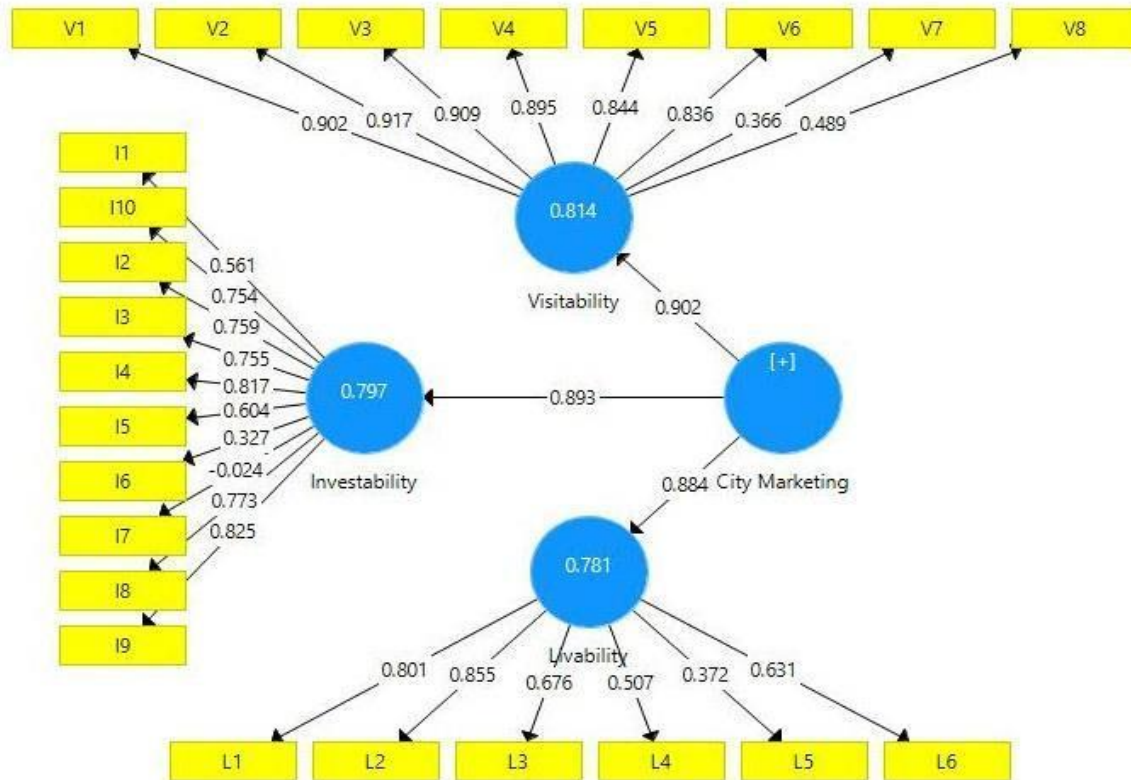 V1 V2 V3 V4 V5 V6 V7 V8
0.902 0.917 0.909 0.895 0.844 0.836 0.366 0.489
I1
I10
I2
I3
I4
I5
I6
I7
I8
I9
0.561
0.754
0.759
0.755
0.817
0.604
0.327
-0.024
0.773
0.825
0.814
Visitability
0.902
0.797
Investability
0.893
[+]
City Marketing
0.884
0.781
Livability
0.801 0.855 0.676 0.507 0.372 0.631
L1 L2 L3 L4 L5 L6